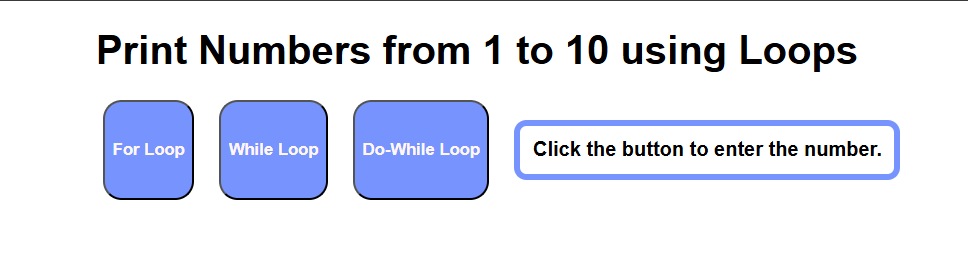 Print Numbers from 1 to 10 using Loops
For Loop
While Loop
Do-While Loop
Click the button to enter the number.